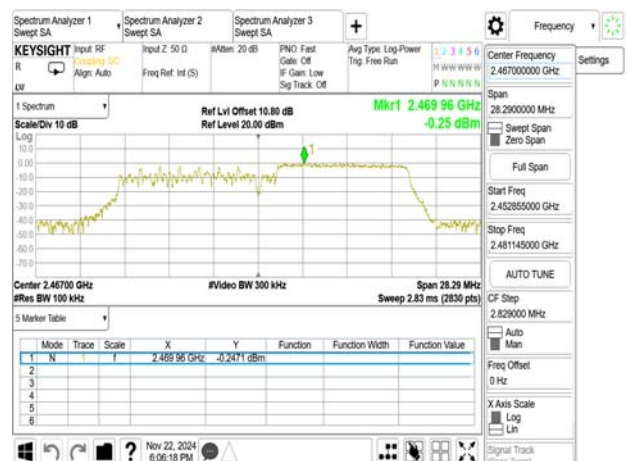 Spectrum Analyzer 1
Swept SA
Spectrum Analyzer 2
Swept SA
Spectrum Analyzer 3
Swept SA
+
Frequency
KEYSIGHT
R
Input: RF
Coupling: DC
Align: Auto
Input Z: 50 Ω
Freq Ref: Int (S)
#Atten: 20 dB
PNO: Fast
Gate: Off
IF Gain: Low
Sig Track: Off
Avg Type: Log-Power
Trig: Free Run
1 2 3 4 5 6
M W W W W W
P N N N N N
1 Spectrum
Scale/Div 10 dB
Log
Ref Lvl Offset 10.80 dB
Ref Level 20.00 dBm
Mkr1 2.469 96 GHz
-0.25 dBm
1
10.0
0.00
-10.0
-20.0
-30.0
-40.0
-50.0
-60.0
-70.0
Center 2.46700 GHz
#Res BW 100 kHz
#Video BW 300 kHz
Span 28.29 MHz
Sweep 2.83 ms (2830 pts)
5 Marker Table
Mode Trace Scale X Y Function Function Width Function Value
1 N 1 f 2.469 96 GHz -0.2471 dBm
2
3
4
5
6
Nov 22, 2024
6:06:18 PM
Center Frequency
2.467000000 GHz
Settings
Span
28.2900000 MHz
Swept Span
Zero Span
Full Span
Start Freq
2.452855000 GHz
Stop Freq
2.481145000 GHz
AUTO TUNE
CF Step
2.829000 MHz
Auto
Man
Freq Offset
0 Hz
X Axis Scale
Log
Lin
Signal Track